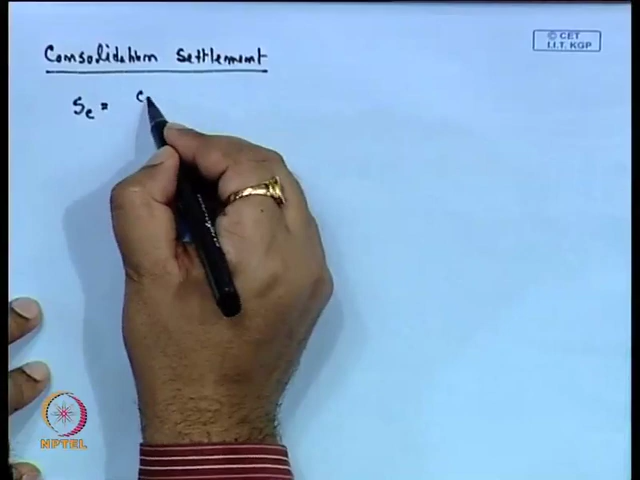 © CET
I.I.T. KGP
Consolidation Settlement
Sc = c
NPTEL